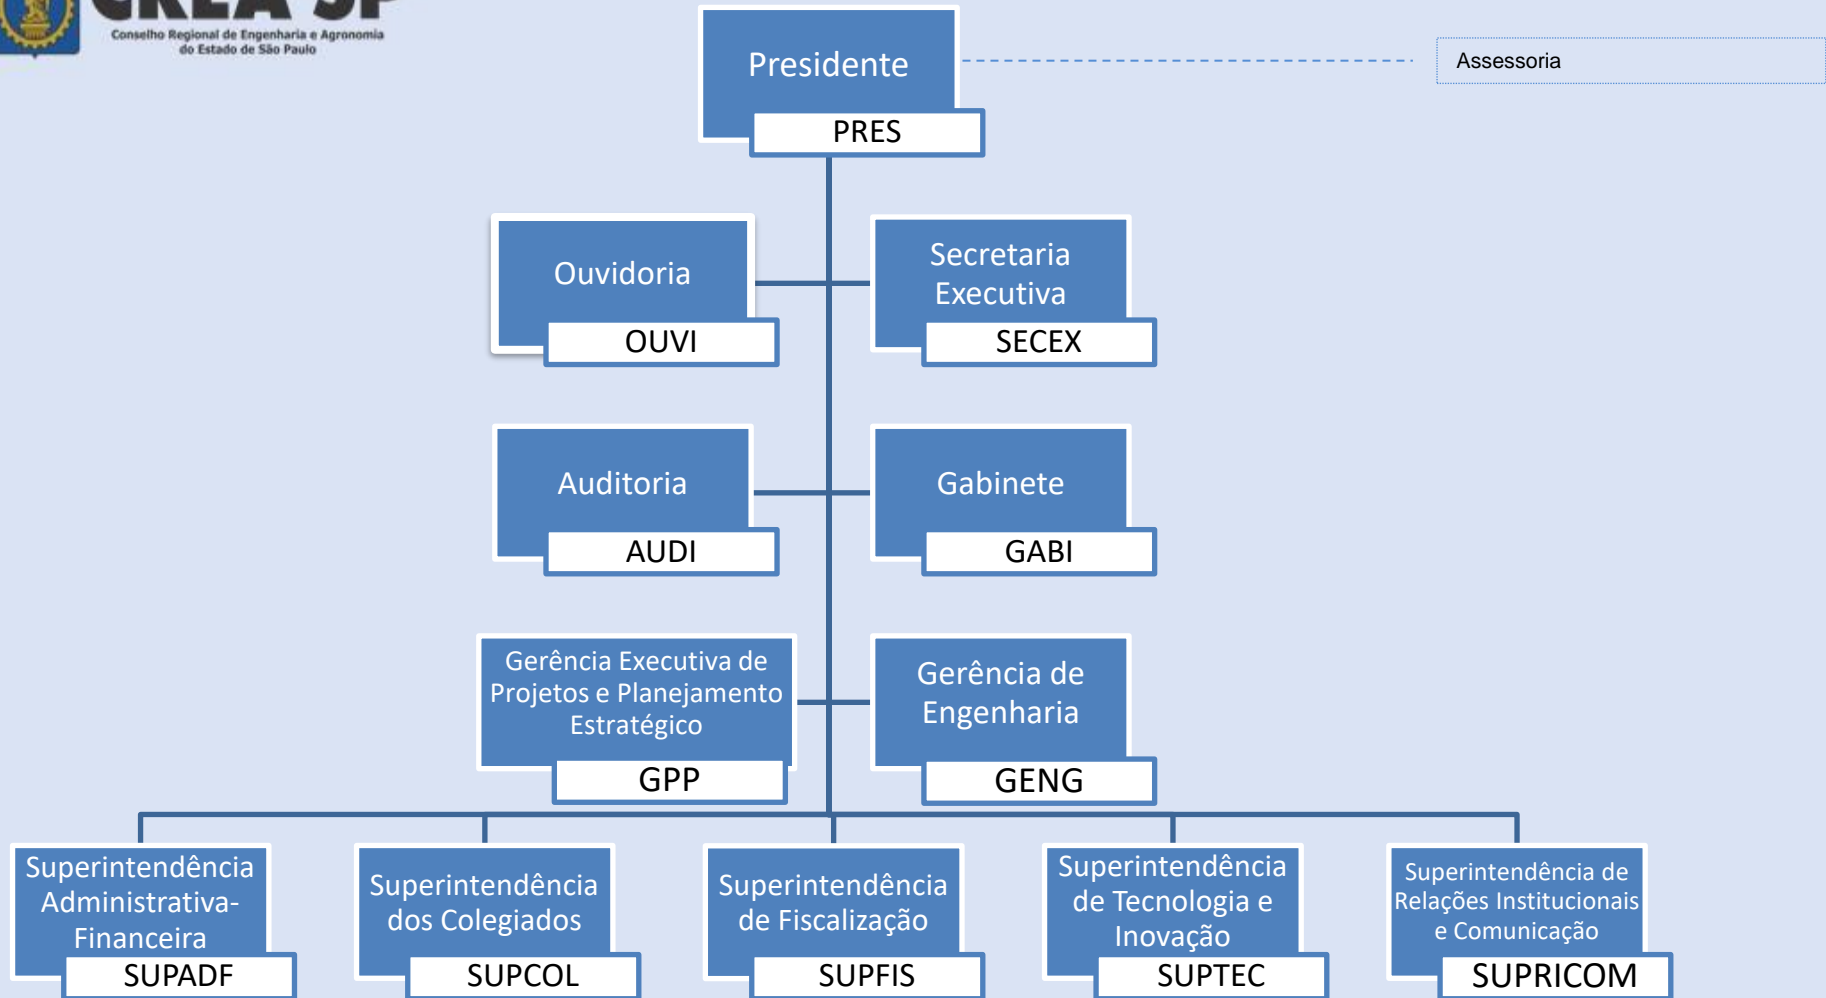 CREA-SP
Conselho Regional de Engenharia e Agronomia
do Estado de São Paulo
Presidente
PRES
Assessoria
Ouvidoria
OUVI
Secretaria
Executiva
SECEX
Auditoria
AUDI
Gabinete
GABI
Gerência Executiva de
Projetos e Planejamento
Estratégico
GPP
Gerência de
Engenharia
GENG
Superintendência
Administrativa-
Financeira
SUPADF
Superintendência
dos Colegiados
SUPCOL
Superintendência
de Fiscalização
SUPFIS
Superintendência
de Tecnologia e
Inovação
SUPTEC
Superintendência de
Relações Institucionais
e Comunicação
SUPRICOM